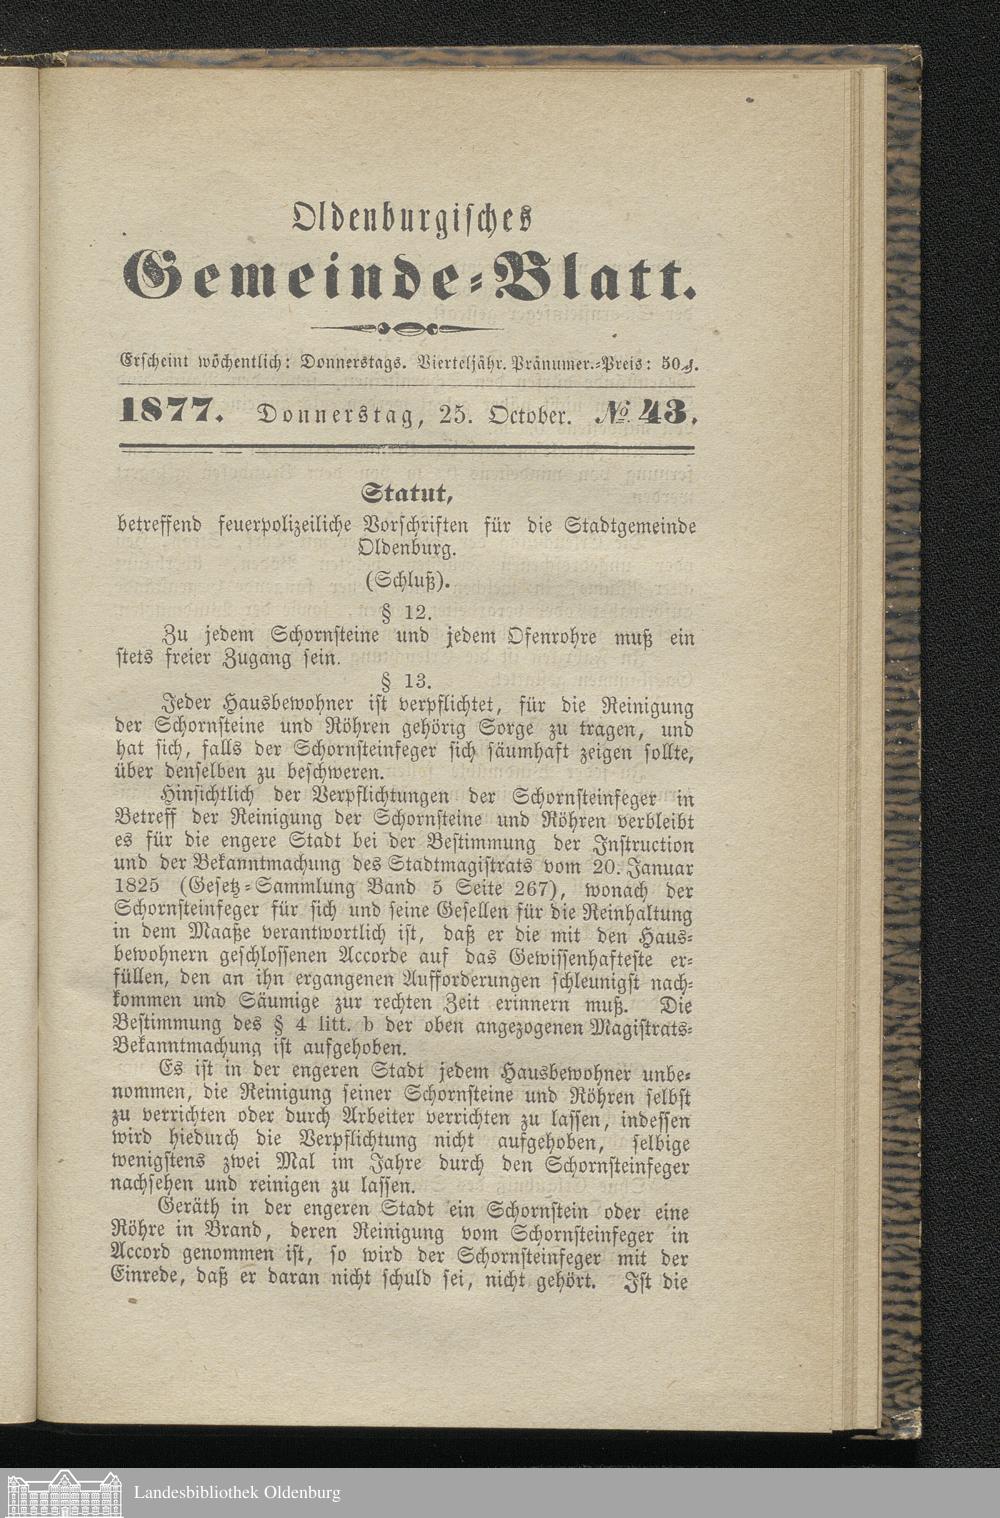 Oldenburgisches
Gemeinde-Blatt.
Erscheint wöchentlich: Donnerstags. Vierteljähr. Pränumer.-Preis: 50 ₰.
1877. Donnerstag, 25. October. № 43.
Statut,
betreffend feuerpolizeiliche Vorschriften für die Stadtgemeinde
Oldenburg.
(Schluß).
§ 12.
Zu jedem Schornsteine und jedem Ofenrohre muß ein
stets freier Zugang sein.
§ 13.
Jeder Hausbewohner ist verpflichtet, für die Reinigung
der Schornsteine und Röhren gehörig Sorge zu tragen, und
hat sich, falls der Schornsteinfeger sich säumhaft zeigen sollte,
über denselben zu beschweren.
Hinsichtlich der Verpflichtungen der Schornsteinfeger in
Betreff der Reinigung der Schornsteine und Röhren verbleibt
es für die engere Stadt bei der Bestimmung der Instruction
und der Bekanntmachung des Stadtmagistrats vom 20. Januar
1825 (Gesetz-Sammlung Band 5 Seite 267), wonach der
Schornsteinfeger für sich und seine Gesellen für die Reinhaltung
in dem Maaße verantwortlich ist, daß er die mit den Haus-
bewohnern geschlossenen Accorde auf das Gewissenhafteste er-
füllen, den an ihn ergangenen Aufforderungen schleunigst nach-
kommen und Säumige zur rechten Zeit erinnern muß. Die
Bestimmung des § 4 litt. b der oben angezogenen Magistrats-
Bekanntmachung ist aufgehoben.
Es ist in der engeren Stadt jedem Hausbewohner unbe-
nommen, die Reinigung seiner Schornsteine und Röhren selbst
zu verrichten oder durch Arbeiter verrichten zu lassen, indessen
wird hiedurch die Verpflichtung nicht aufgehoben, selbige
wenigstens zwei Mal im Jahre durch den Schornsteinfeger
nachsehen und reinigen zu lassen.
Geräth in der engeren Stadt ein Schornstein oder eine
Röhre in Brand, deren Reinigung vom Schornsteinfeger in
Accord genommen ist, so wird der Schornsteinfeger mit der
Einrede, daß er daran nicht schuld sei, nicht gehört. Ist die
Landesbibliothek Oldenburg